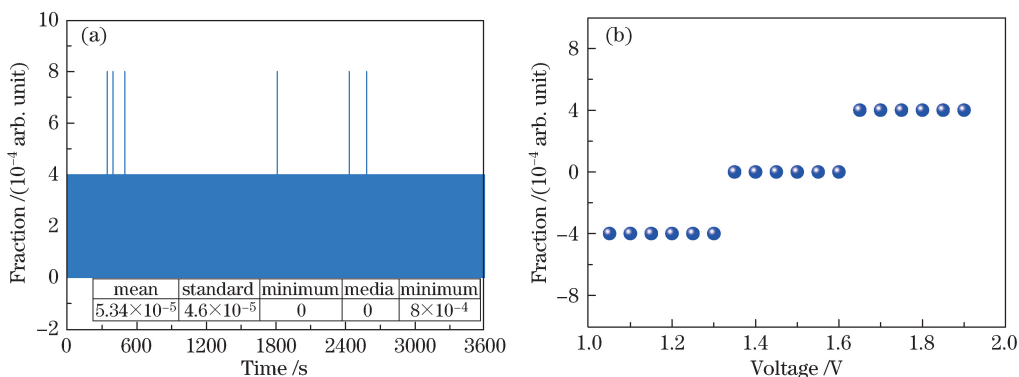 (a)
Fraction /(10⁻⁴ arb. unit)
10
8
6
4
2
0
−2
mean standard minimum media minimum
5.34×10⁻⁵ 4.6×10⁻⁵ 0 0 8×10⁻⁴
0 600 1200 1800 2400 3000 3600
Time /s
(b)
Fraction /(10⁻⁴ arb. unit)
8
4
0
−4
−8
1.0 1.2 1.4 1.6 1.8 2.0
Voltage /V